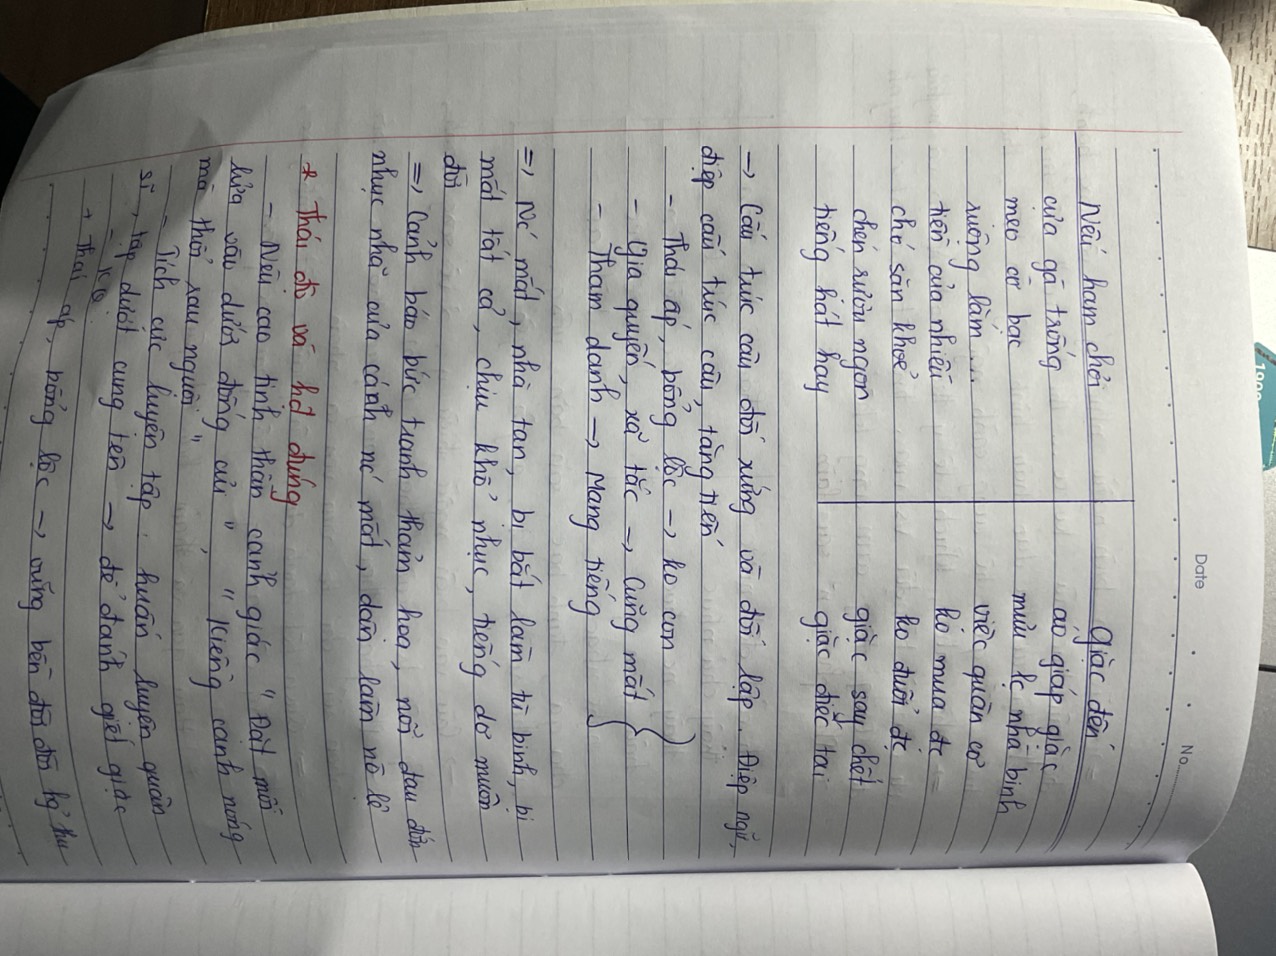 1900
Date
No
Nếu ham chơi | Giặc đến
cựa gà trống | áo giáp giặc
mẹo cờ bạc | mưu lc nhà binh
ruộng lắm ... | việc quân cơ
tiền của nhiều | ko mua đc
chó săn khoẻ | ko đuổi đc
chén rượu ngon | giặc say chết
tiếng hát hay | giặc điếc tai
→ Cấu trúc câu đối xứng và đối lập. Điệp ngữ,
điệp cấu trúc câu, tăng tiến
- Thái ấp, bổng lộc → ko còn
- Gia quyến, xã tắc → Cũng mất
- Tham danh → Mang tiếng
=> Nc mất, nhà tan, bị bắt làm tù binh, bị
mất tất cả, chịu khổ nhục, tiếng dơ muôn
đời
=> Cảnh báo bức tranh thảm hoạ, nỗi đau đớn
nhục nhã của cảnh nc mất, dân làm nô lệ
* Thái độ và hđ đúng
- Nêu cao tinh thần cảnh giác " Đặt mồi
lửa vào dưới đống củi ", " Kiềng canh nóng
mà thổi rau nguội "
- Tích cực luyện tập, huấn luyện quân
sĩ, tập dượt cung tên → để đánh giết giặc
- KQ
+ Thái ấp, bổng lộc → vững bền đời đời